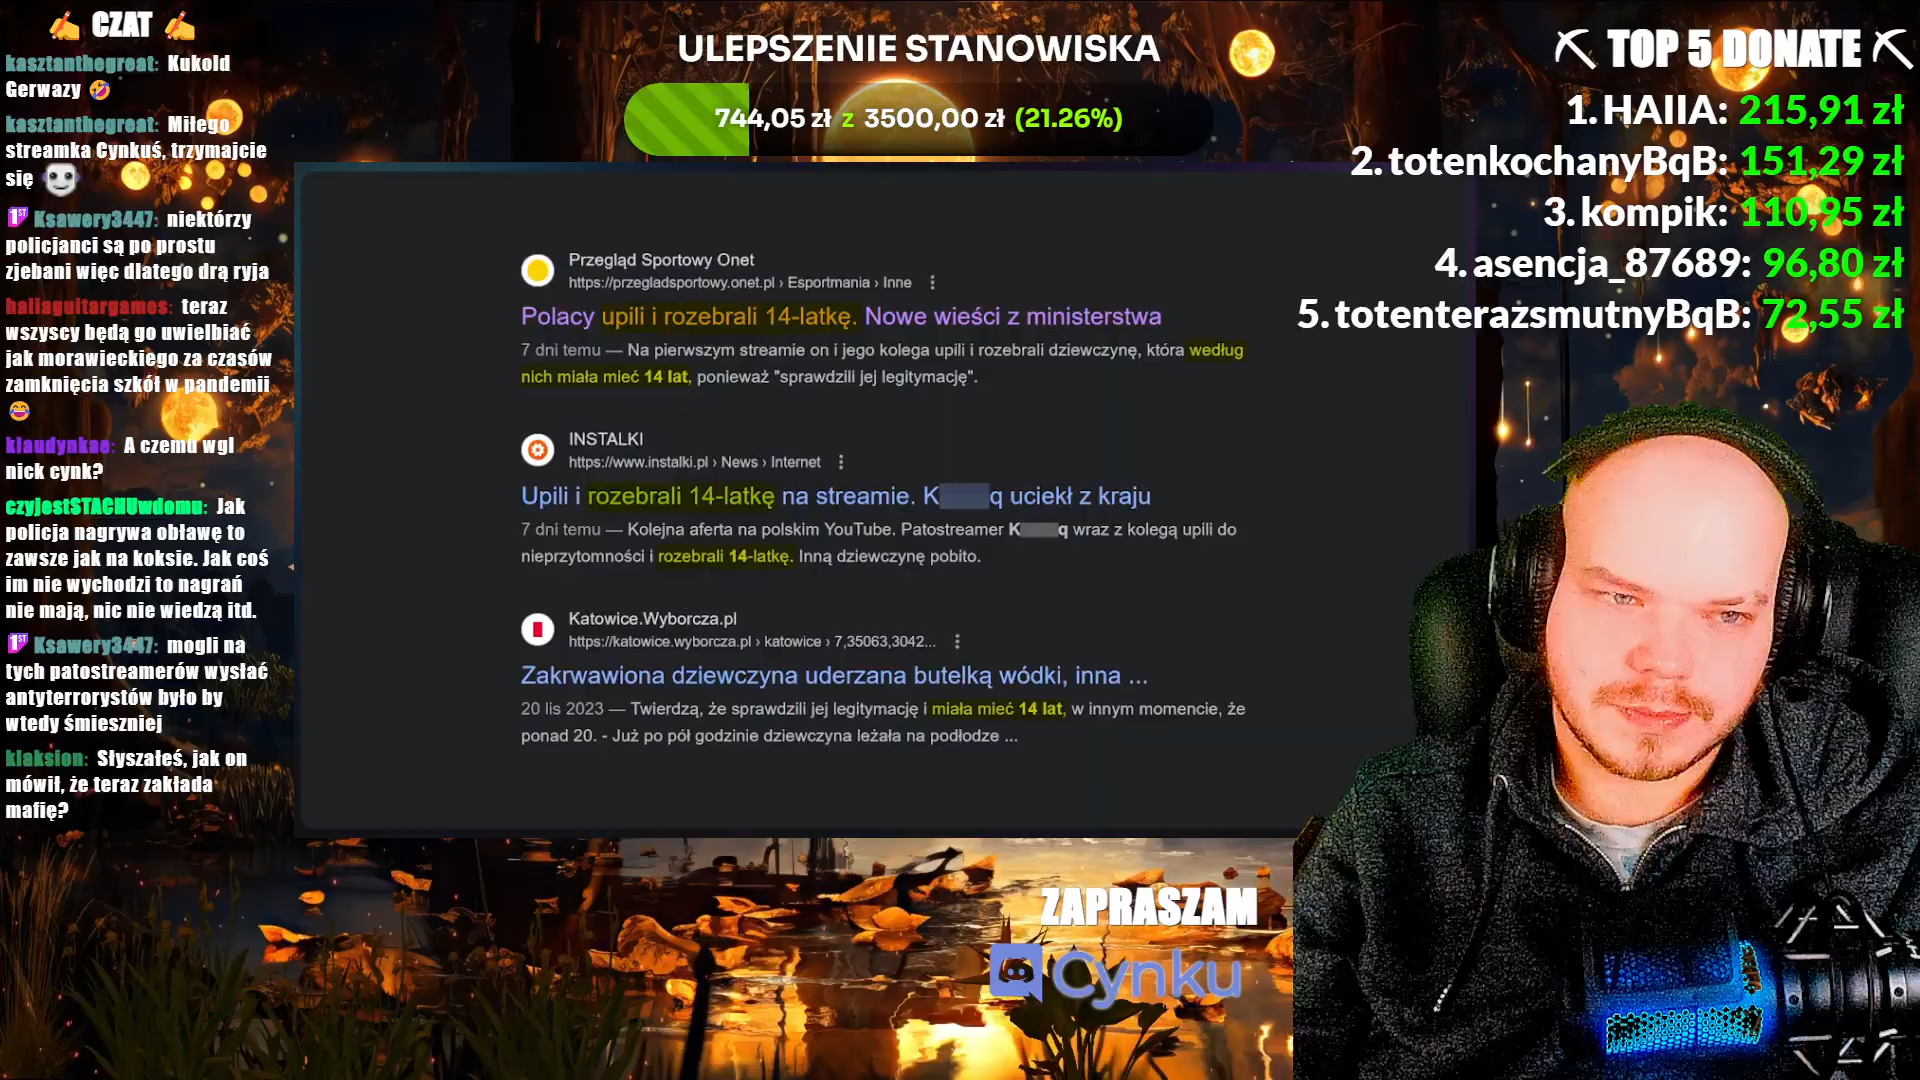 CZAT
kasztanthegreat: Kukold
Gerwazy
kasztanthegreat: Miłego
streamka Cynkuś, trzymajcie
się
1ST Ksawery3447: niektórzy
policjanci są po prostu
zjebani więc dlatego drą ryja
haiiaguitargames: teraz
wszyscy będą go uwielbiać
jak morawieckiego za czasów
zamknięcia szkół w pandemii
klaudynkae: A czemu wgl
nick cynk?
czyjestSTACHUwdomu: Jak
policja nagrywa obławę to
zawsze jak na koksie. Jak coś
im nie wychodzi to nagrań
nie mają, nic nie wiedzą itd.
1ST Ksawery3447: mogli na
tych patostreamerów wysłać
antyterrorystów było by
wtedy śmieszniej
klaksion: Słyszałeś, jak on
mówił, że teraz zakłada
mafię?
ULEPSZENIE STANOWISKA
744,05 zł z 3500,00 zł (21.26%)
Przegląd Sportowy Onet
https://przegladsportowy.onet.pl › Esportmania › Inne
Polacy upili i rozebrali 14-latkę. Nowe wieści z ministerstwa
7 dni temu — Na pierwszym streamie on i jego kolega upili i rozebrali dziewczynę, która według
nich miała mieć 14 lat, ponieważ "sprawdzili jej legitymację".
INSTALKI
https://www.instalki.pl › News › Internet
Upili i rozebrali 14-latkę na streamie. K q uciekł z kraju
7 dni temu — Kolejna aferta na polskim YouTube. Patostreamer K q wraz z kolegą upili do
nieprzytomności i rozebrali 14-latkę. Inną dziewczynę pobito.
Katowice.Wyborcza.pl
https://katowice.wyborcza.pl › katowice › 7,35063,3042...
Zakrwawiona dziewczyna uderzana butelką wódki, inna ...
20 lis 2023 — Twierdzą, że sprawdzili jej legitymację i miała mieć 14 lat, w innym momencie, że
ponad 20. - Już po pół godzinie dziewczyna leżała na podłodze ...
TOP 5 DONATE
1. HAIIA: 215,91 zł
2. totenkochanyBqB: 151,29 zł
3. kompik: 110,95 zł
4. asencja_87689: 96,80 zł
5. totenterazsmutnyBqB: 72,55 zł
ZAPRASZAM
Cynku